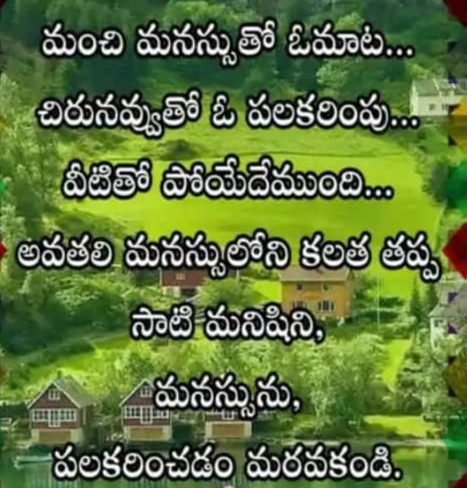 మంచి మనస్సుతో ఓమాట...
చిరునవ్వుతో ఓ పలకరింపు...
వీటితో పోయేదేముంది...
అవతలి మనస్సులోని కలత తప్ప
సాటి మనిషిని,
మనస్సును,
పలకరించడం మరవకండి.